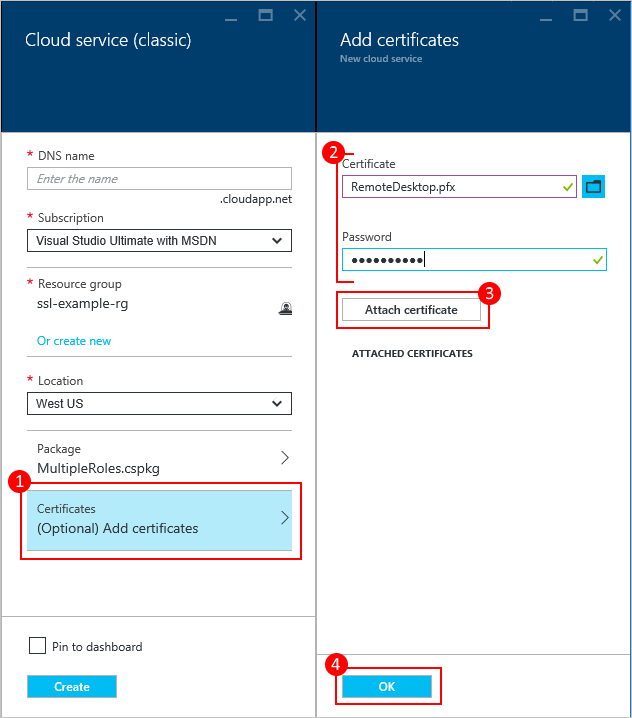 Cloud service (classic)
* DNS name
Enter the name
.cloudapp.net
* Subscription
Visual Studio Ultimate with MSDN
* Resource group
ssl-example-rg
Or create new
* Location
West US
Package
MultipleRoles.cspkg
1
Certificates
(Optional) Add certificates
Pin to dashboard
Create
Add certificates
New cloud service
2
Certificate
RemoteDesktop.pfx
Password
●●●●●●●●●●
3
Attach certificate
ATTACHED CERTIFICATES
4
OK